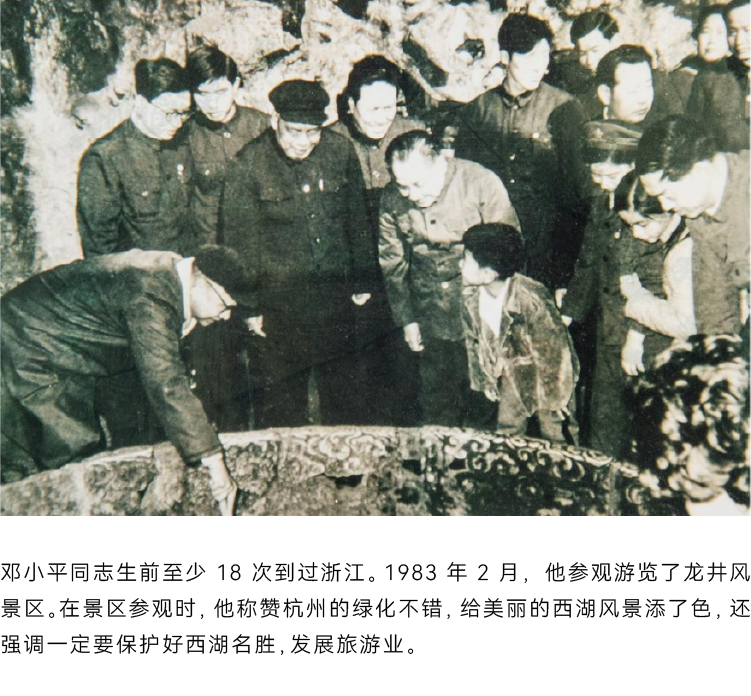 邓小平同志生前至少 18 次到过浙江。1983 年 2 月，他参观游览了龙井风
景区。在景区参观时，他称赞杭州的绿化不错，给美丽的西湖风景添了色，还
强调一定要保护好西湖名胜，发展旅游业。